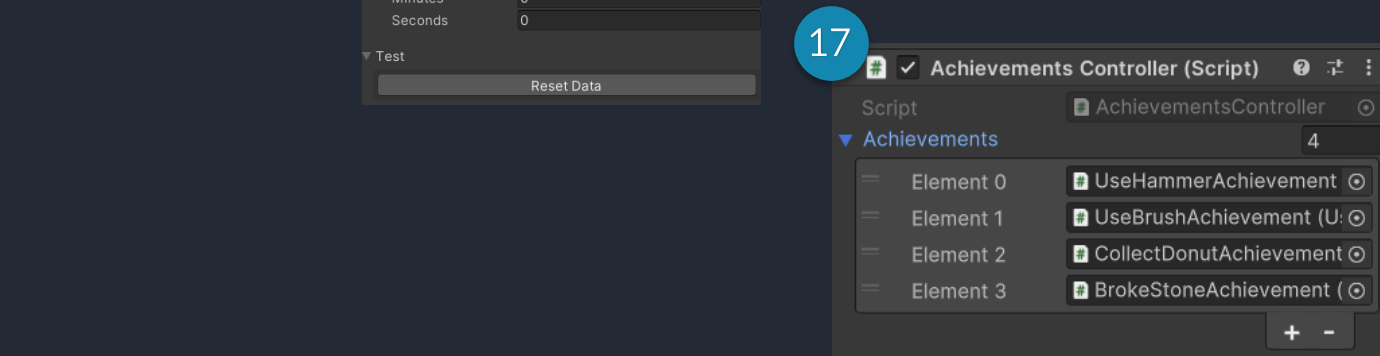 Minutes
Seconds 0
Test
Reset Data
17
# Achievements Controller (Script) ?
Script # AchievementsController
Achievements 4
Element 0 # UseHammerAchievement
Element 1 # UseBrushAchievement (U
Element 2 # CollectDonutAchievement
Element 3 # BrokeStoneAchievement (
+ -